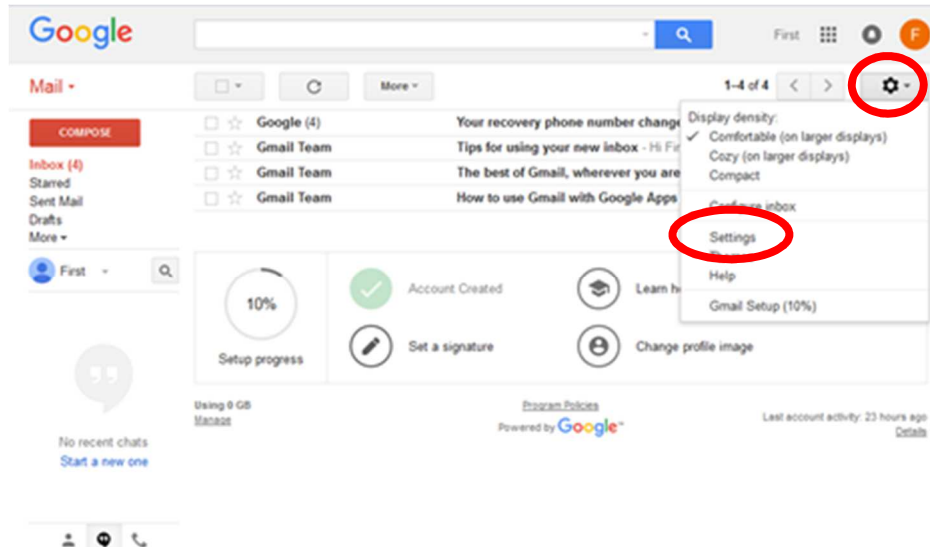 Google
First
F
Mail
More
1–4 of 4
COMPOSE
Inbox (4)
Starred
Sent Mail
Drafts
More
First
Google (4) Your recovery phone number change
Gmail Team Tips for using your new inbox - Hi Fir
Gmail Team The best of Gmail, wherever you are
Gmail Team How to use Gmail with Google Apps
Display density:
Comfortable (on larger displays)
Cozy (on larger displays)
Compact
Configure inbox
Settings
Help
Gmail Setup (10%)
10%
Setup progress
Account Created
Learn h
Set a signature
Change profile image
Using 0 GB
Manage
Program Policies
Powered by Google™
Last account activity: 23 hours ago
Details
No recent chats
Start a new one